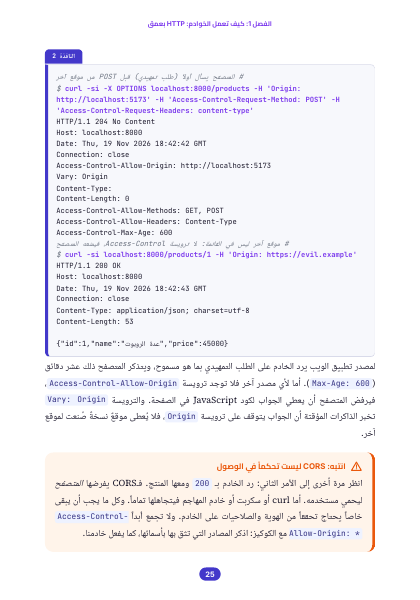 الفصل 1: كيف تعمل الخوادم: HTTP بعمق
النافذة 2
# المتصفح يسأل أولاً (طلب تمهيدي) قبل POST من موقع آخر
$ curl -si -X OPTIONS localhost:8000/products -H 'Origin:
http://localhost:5173' -H 'Access-Control-Request-Method: POST' -H
'Access-Control-Request-Headers: content-type'
HTTP/1.1 204 No Content
Host: localhost:8000
Date: Thu, 19 Nov 2026 18:42:42 GMT
Connection: close
Access-Control-Allow-Origin: http://localhost:5173
Vary: Origin
Content-Type:
Content-Length: 0
Access-Control-Allow-Methods: GET, POST
Access-Control-Allow-Headers: Content-Type
Access-Control-Max-Age: 600
# موقع آخر ليس في القائمة: لا ترويسة Access-Control، فيمنعه المتصفح
$ curl -si localhost:8000/products/1 -H 'Origin: https://evil.example'
HTTP/1.1 200 OK
Host: localhost:8000
Date: Thu, 19 Nov 2026 18:42:43 GMT
Connection: close
Content-Type: application/json; charset=utf-8
Content-Length: 53
{"id":1,"name":"عدة الروبوت","price":45000}
لمصدر تطبيق الويب يرد الخادم على الطلب التمهيدي بما هو مسموح، ويتذكر المتصفح ذلك عشر دقائق
(Max-Age: 600). أما لأي مصدر آخر فلا توجد ترويسة Access-Control-Allow-Origin،
فيرفض المتصفح أن يعطي الجواب لكود JavaScript في الصفحة. والترويسة Vary: Origin
تخبر الذاكرات المؤقتة أن الجواب يتوقف على ترويسة Origin، فلا يُعطى موقعٌ نسخةً صُنعت لموقع
آخر.
انتبه: CORS ليست تحكماً في الوصول
انظر مرة أخرى إلى الأمر الثاني: رد الخادم بـ 200 ومعها المنتج. فـCORS يفرضها المتصفح
ليحمي مستخدمه. أما curl أو سكربت أو خادم المهاجم فيتجاهلها تماماً. وكل ما يجب أن يبقى
خاصاً يحتاج تحققاً من الهوية والصلاحيات على الخادم. ولا تجمع أبداً Access-Control-
Allow-Origin: * مع الكوكيز: اذكر المصادر التي تثق بها بأسمائها، كما يفعل خادمنا.
25